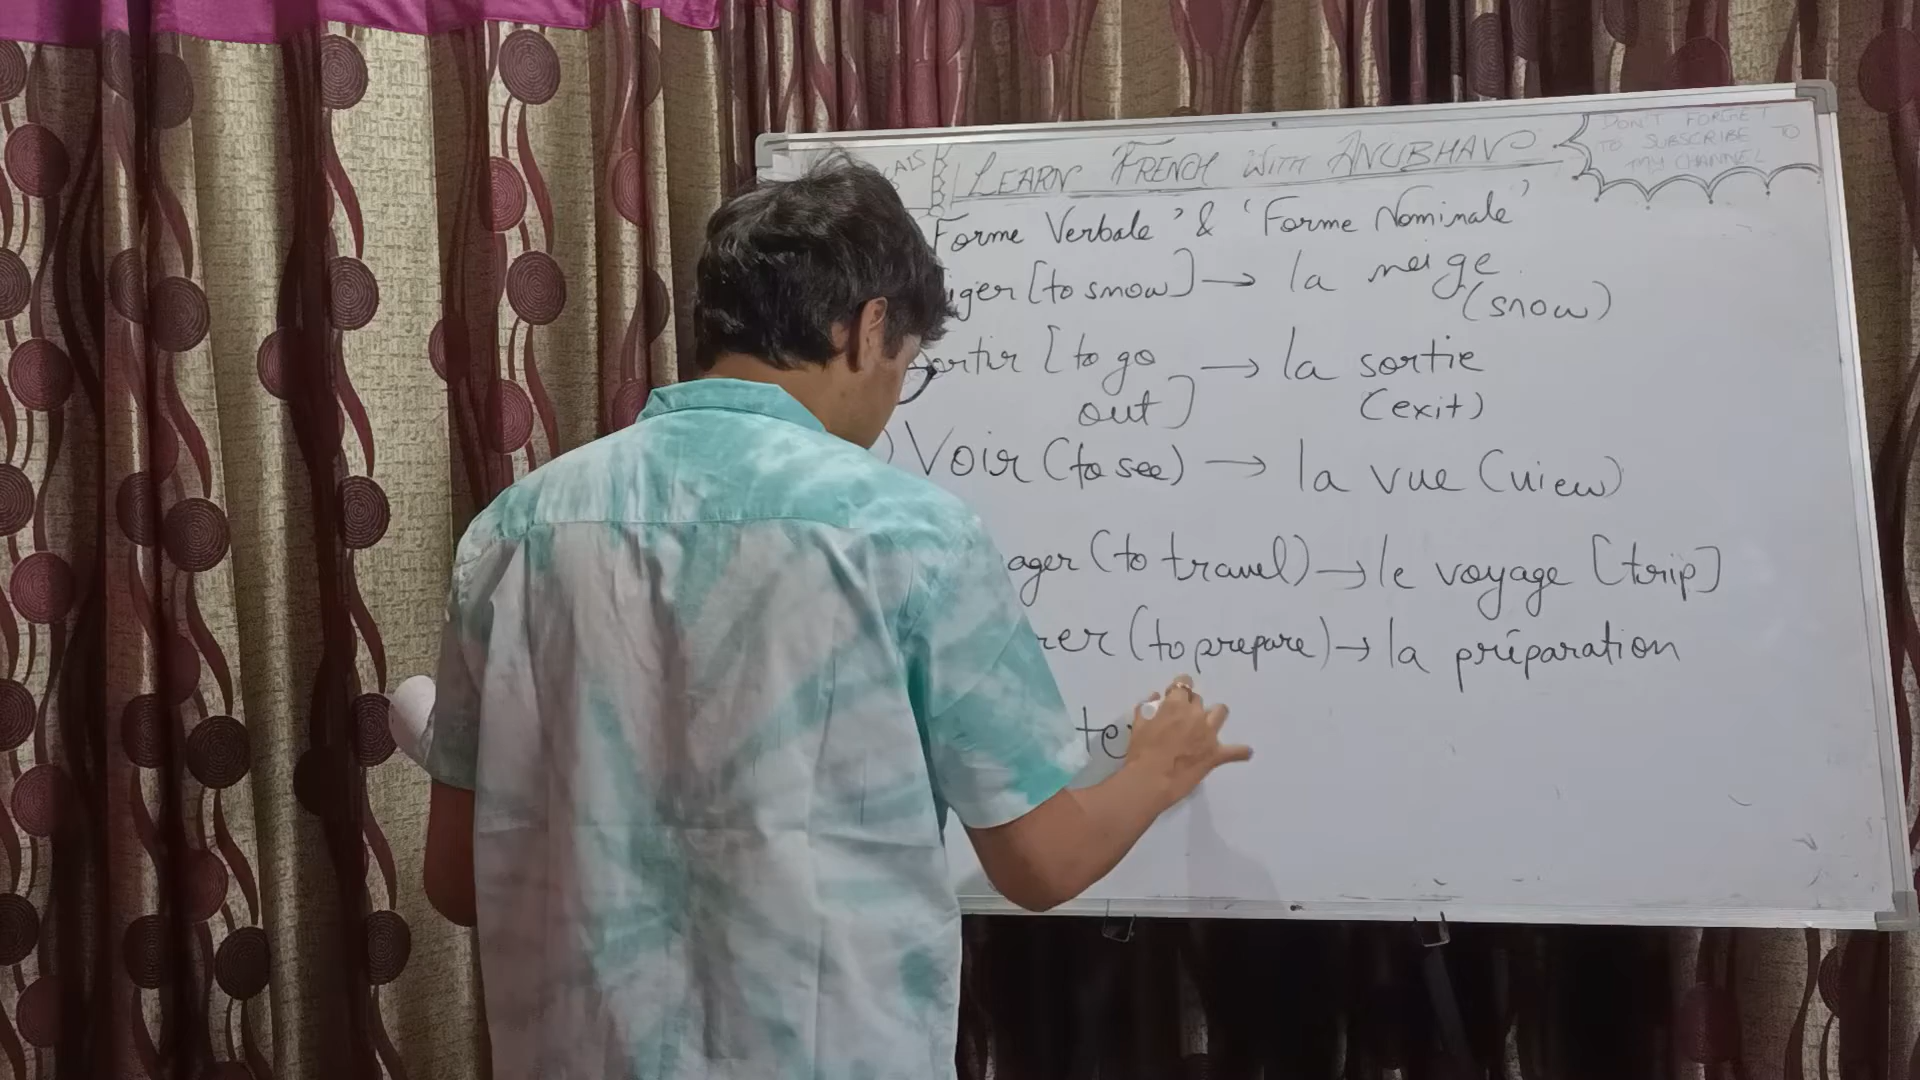 LEARN FRENCH WITH ANUBHAV
DON'T FORGET
TO SUBSCRIBE TO
MY CHANNEL
Forme Verbale' & 'Forme Nominale'
iger [to snow] → la neige
(snow)
ortir [to go → la sortie
out] (exit)
) Voir (to see) → la vue (view)
ager (to travel) → le voyage [trip]
rer (to prepare) → la préparation
te